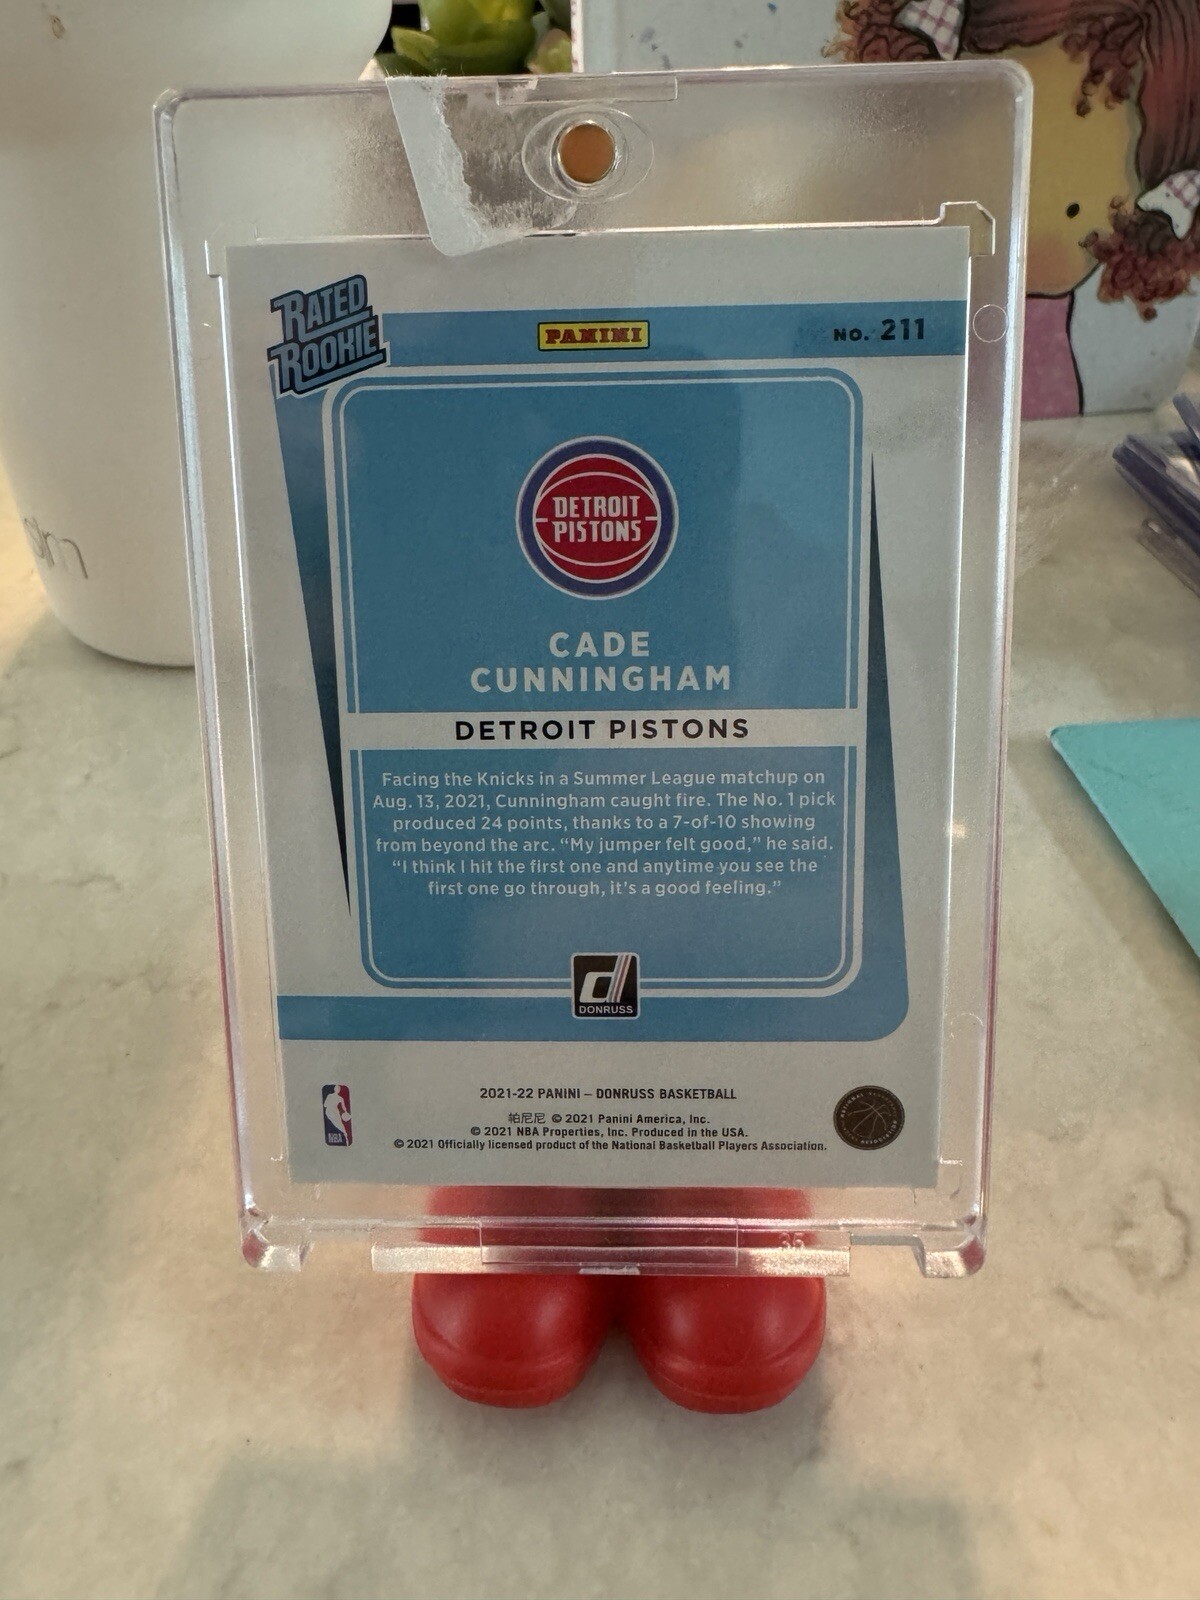 RATED
ROOKIE
PANINI
NO. 211
DETROIT
PISTONS
CADE
CUNNINGHAM
DETROIT PISTONS
Facing the Knicks in a Summer League matchup on
Aug. 13, 2021, Cunningham caught fire. The No. 1 pick
produced 24 points, thanks to a 7-of-10 showing
from beyond the arc. “My jumper felt good,” he said.
“I think I hit the first one and anytime you see the
first one go through, it’s a good feeling.”
d
DONRUSS
2021-22 PANINI – DONRUSS BASKETBALL
帕尼尼 © 2021 Panini America, Inc.
© 2021 NBA Properties, Inc. Produced in the USA.
© 2021 Officially licensed product of the National Basketball Players Association.
NBA
35